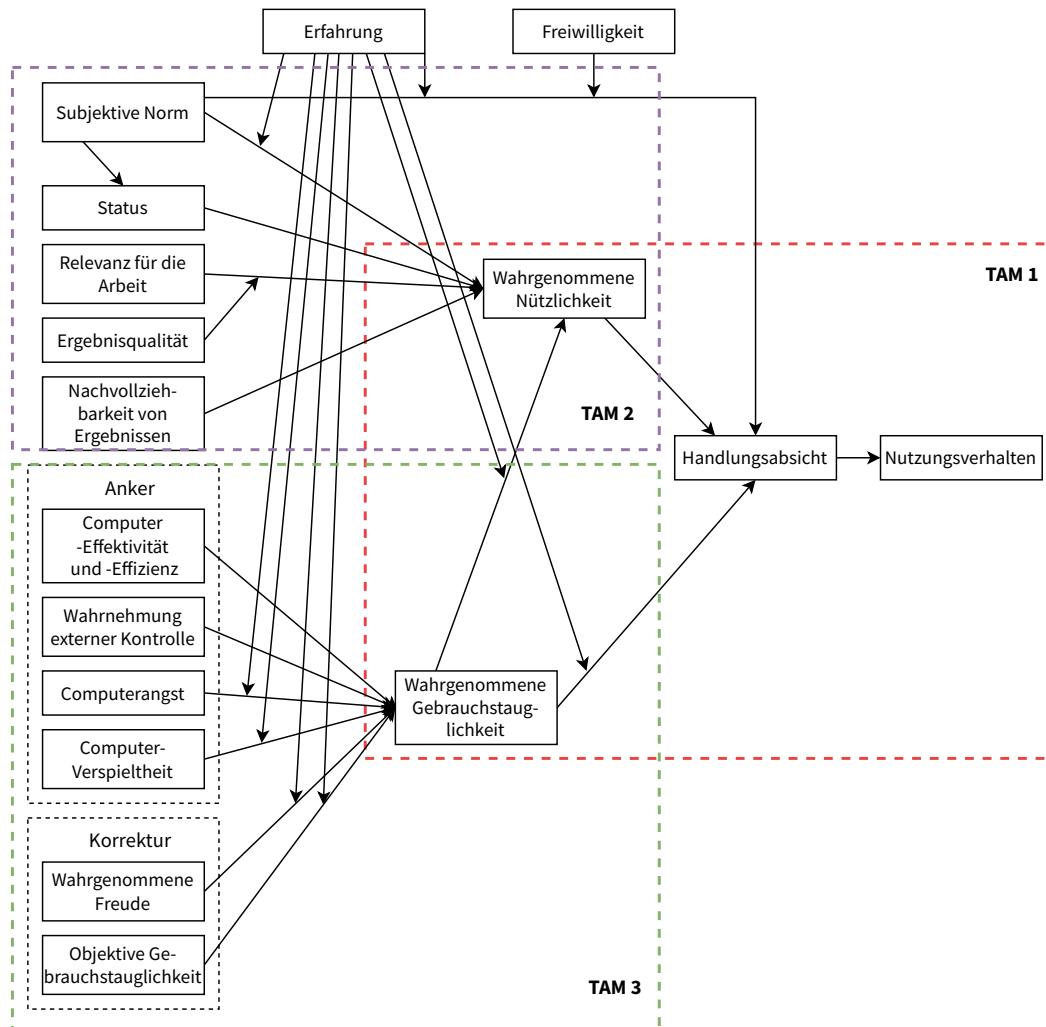 Erfahrung
Freiwilligkeit
Subjektive Norm
Status
Relevanz für die
Arbeit
Ergebnisqualität
Nachvollzieh-
barkeit von
Ergebnissen
Wahrgenommene
Nützlichkeit
TAM 1
TAM 2
Handlungsabsicht
Nutzungsverhalten
Anker
Computer
-Effektivität
und -Effizienz
Wahrnehmung
externer Kontrolle
Computerangst
Computer-
Verspieltheit
Wahrgenommene
Gebrauchstaug-
lichkeit
Korrektur
Wahrgenommene
Freude
Objektive Ge-
brauchstauglichkeit
TAM 3